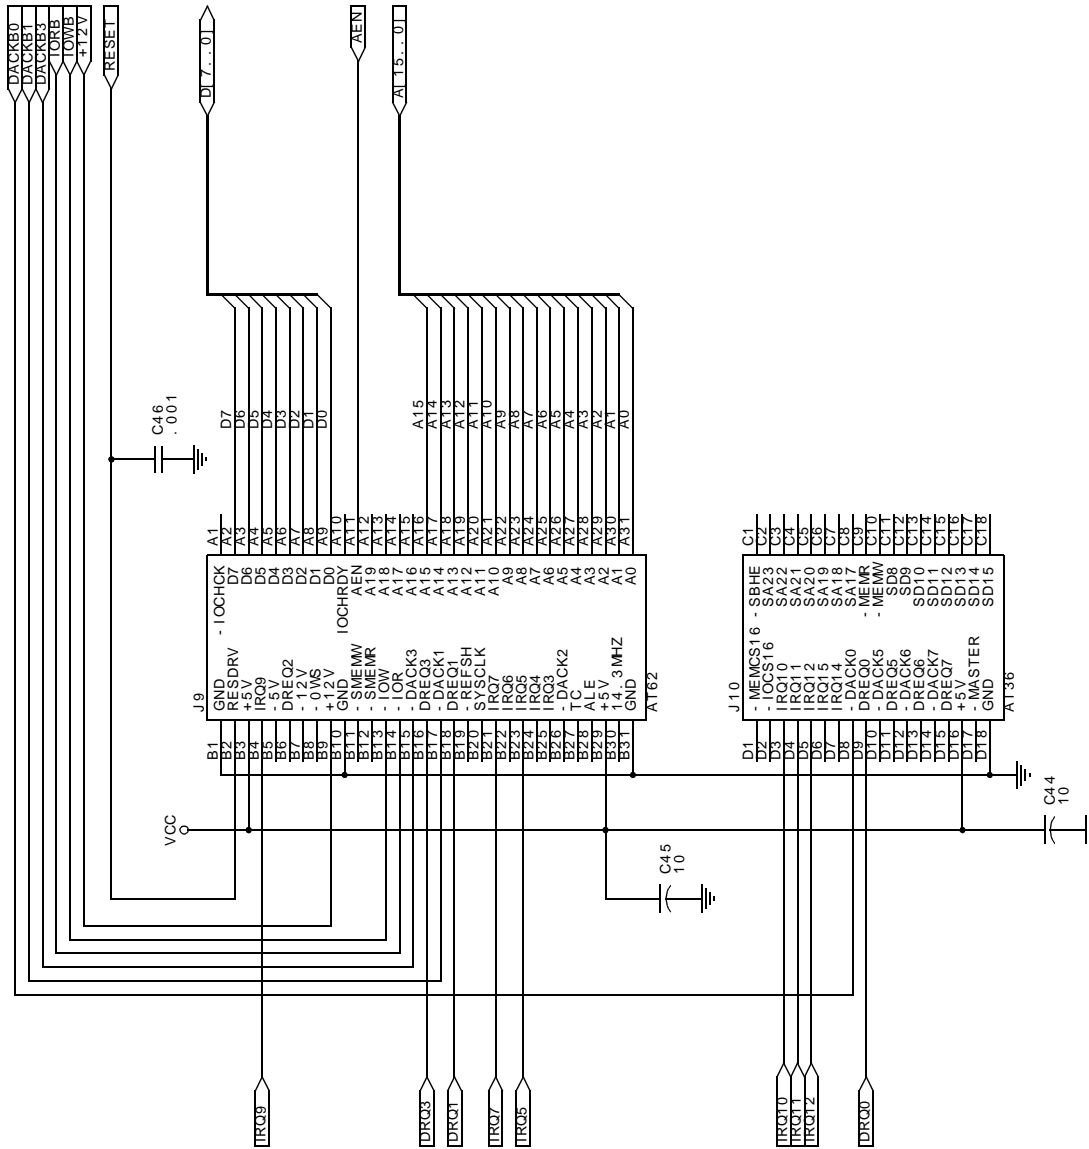 DACKB0
DACKB1
DACKB3
IORB
IOWB
+12V
RESET
D[7..0]
AEN
A[15..0]
C46
.001
D7
D6
D5
D4
D3
D2
D1
D0
A15
A14
A13
A12
A11
A10
A9
A8
A7
A6
A5
A4
A3
A2
A1
A0
A1
A2
A3
A4
A5
A6
A7
A8
A9
A10
A11
A12
A13
A14
A15
A16
A17
A18
A19
A20
A21
A22
A23
A24
A25
A26
A27
A28
A29
A30
A31
-IOCHCK
D7
D6
D5
D4
D3
D2
D1
D0
IOCHRDY
AEN
A19
A18
A17
A16
A15
A14
A13
A12
A11
A10
A9
A8
A7
A6
A5
A4
A3
A2
A1
A0
J9
GND
RESDRV
+5V
IRQ9
-5V
DREQ2
-12V
-0WS
+12V
GND
-SMEMW
-SMEMR
-IOW
-IOR
-DACK3
DREQ3
-DACK1
DREQ1
-REFSH
SYSCLK
IRQ7
IRQ6
IRQ5
IRQ4
IRQ3
-DACK2
TC
ALE
+5V
14.3MHZ
GND
AT62
B1
B2
B3
B4
B5
B6
B7
B8
B9
B10
B11
B12
B13
B14
B15
B16
B17
B18
B19
B20
B21
B22
B23
B24
B25
B26
B27
B28
B29
B30
B31
C1
C2
C3
C4
C5
C6
C7
C8
C9
C10
C11
C12
C13
C14
C15
C16
C17
C18
-SBHE
SA23
SA22
SA21
SA20
SA19
SA18
SA17
-MEMR
-MEMW
SD8
SD9
SD10
SD11
SD12
SD13
SD14
SD15
J10
-MEMCS16
-IOCS16
IRQ10
IRQ11
IRQ12
IRQ15
IRQ14
-DACK0
DREQ0
-DACK5
DREQ5
-DACK6
DREQ6
-DACK7
DREQ7
+5V
-MASTER
GND
AT36
D1
D2
D3
D4
D5
D6
D7
D8
D9
D10
D11
D12
D13
D14
D15
D16
D17
D18
VCC
C45
10
C44
10
IRQ9
DRQ3
DRQ1
IRQ7
IRQ5
IRQ10
IRQ11
IRQ12
DRQ0